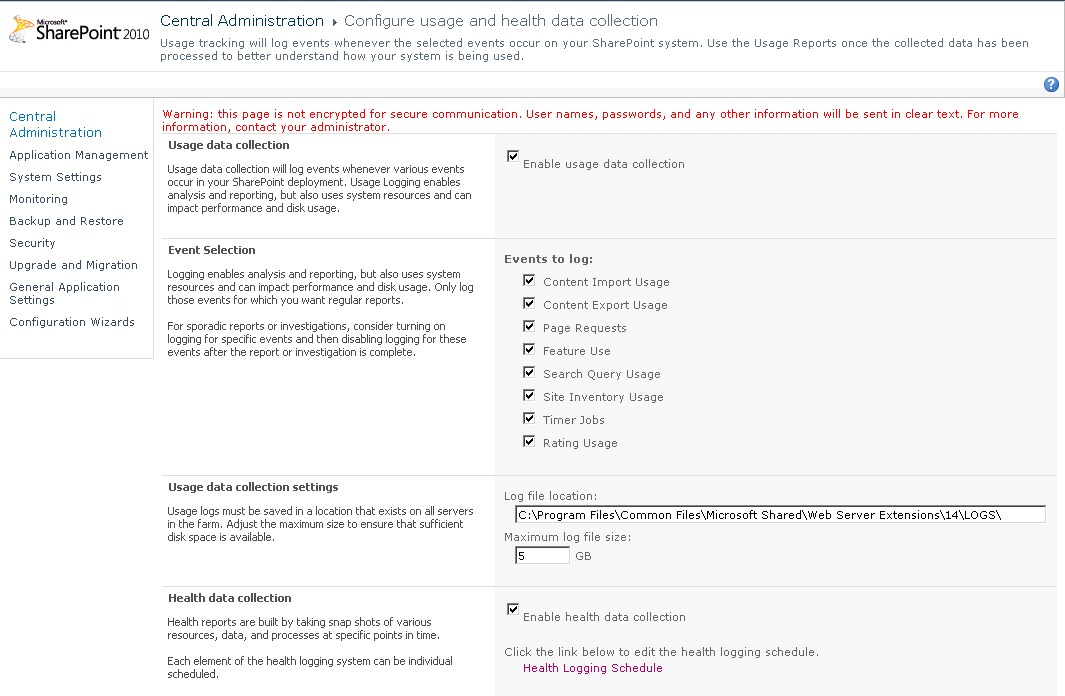 Microsoft®
SharePoint 2010
Central Administration ▸ Configure usage and health data collection
Usage tracking will log events whenever the selected events occur on your SharePoint system. Use the Usage Reports once the collected data has been
processed to better understand how your system is being used.
?
Central
Administration
Application Management
System Settings
Monitoring
Backup and Restore
Security
Upgrade and Migration
General Application
Settings
Configuration Wizards
Warning: this page is not encrypted for secure communication. User names, passwords, and any other information will be sent in clear text. For more
information, contact your administrator.
Usage data collection
Usage data collection will log events whenever various events
occur in your SharePoint deployment. Usage Logging enables
analysis and reporting, but also uses system resources and can
impact performance and disk usage.
Enable usage data collection
Event Selection
Logging enables analysis and reporting, but also uses system
resources and can impact performance and disk usage. Only log
those events for which you want regular reports.
For sporadic reports or investigations, consider turning on
logging for specific events and then disabling logging for these
events after the report or investigation is complete.
Events to log:
Content Import Usage
Content Export Usage
Page Requests
Feature Use
Search Query Usage
Site Inventory Usage
Timer Jobs
Rating Usage
Usage data collection settings
Usage logs must be saved in a location that exists on all servers
in the farm. Adjust the maximum size to ensure that sufficient
disk space is available.
Log file location:
C:\Program Files\Common Files\Microsoft Shared\Web Server Extensions\14\LOGS\
Maximum log file size:
5 GB
Health data collection
Health reports are built by taking snap shots of various
resources, data, and processes at specific points in time.
Each element of the health logging system can be individual
scheduled.
Enable health data collection
Click the link below to edit the health logging schedule.
Health Logging Schedule